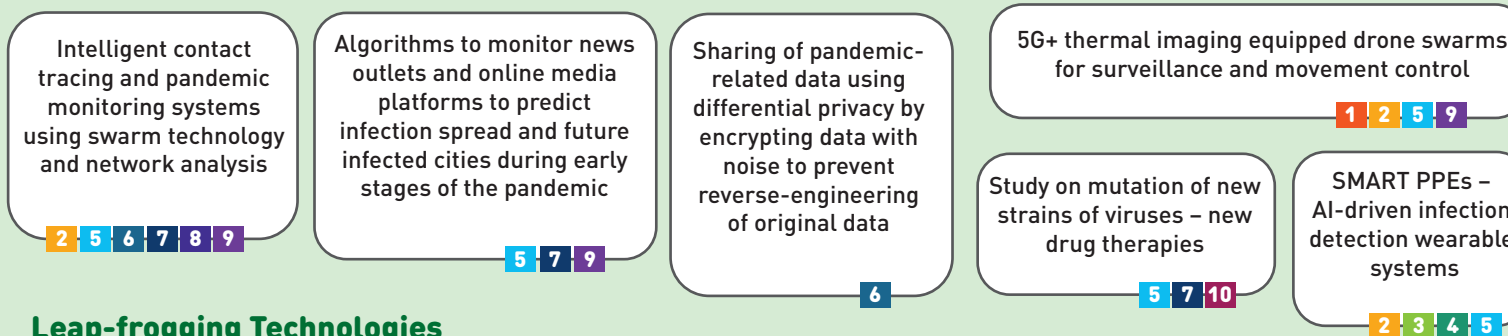 Intelligent contact
tracing and pandemic
monitoring systems
using swarm technology
and network analysis
2 5 6 7 8 9
Algorithms to monitor news
outlets and online media
platforms to predict
infection spread and future
infected cities during early
stages of the pandemic
5 7 9
Sharing of pandemic-
related data using
differential privacy by
encrypting data with
noise to prevent
reverse-engineering
of original data
6
5G+ thermal imaging equipped drone swarms
for surveillance and movement control
1 2 5 9
Study on mutation of new
strains of viruses – new
drug therapies
5 7 10
SMART PPEs –
AI-driven infection
detection wearable
systems
2 3 4 5
Leap-frogging Technologies